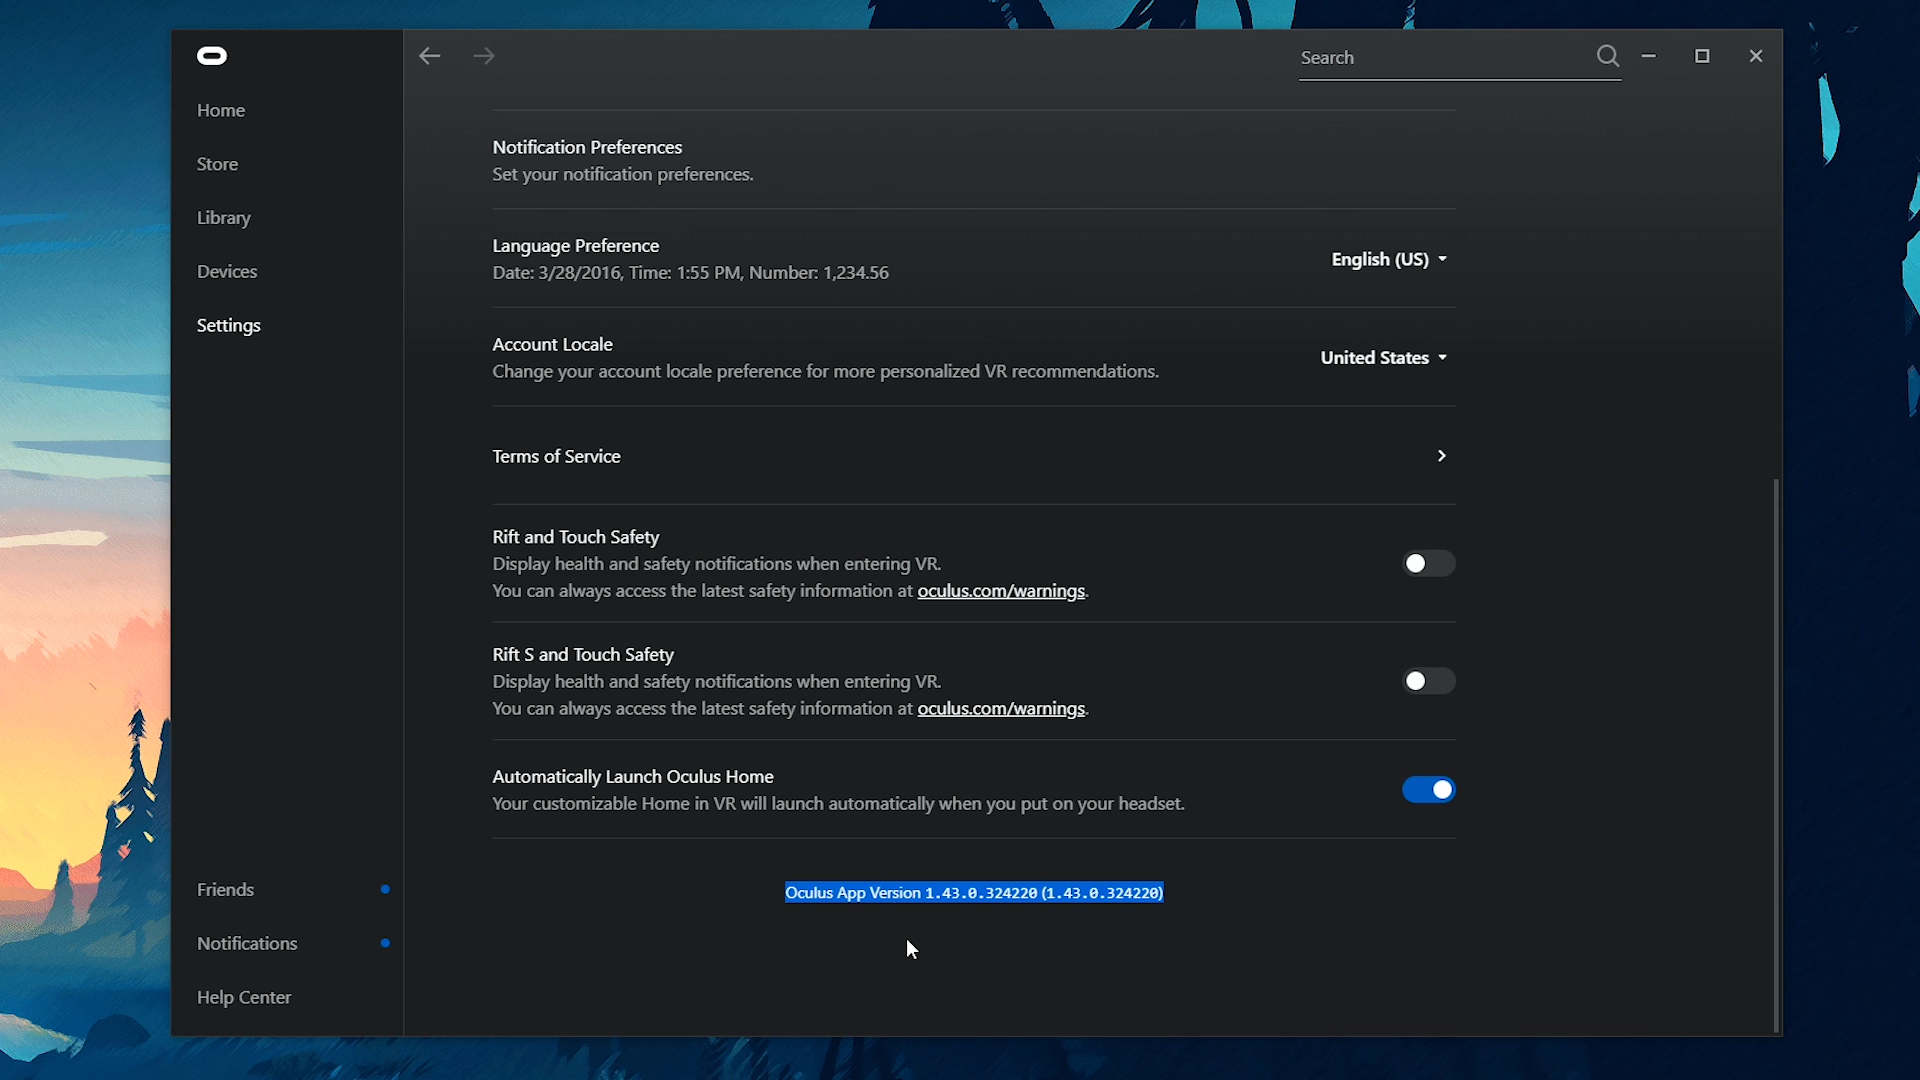 Search
Home
Store
Library
Devices
Settings
Notification Preferences
Set your notification preferences.
Language Preference
Date: 3/28/2016, Time: 1:55 PM, Number: 1,234.56
English (US)
Account Locale
Change your account locale preference for more personalized VR recommendations.
United States
Terms of Service
Rift and Touch Safety
Display health and safety notifications when entering VR.
You can always access the latest safety information at oculus.com/warnings.
Rift S and Touch Safety
Display health and safety notifications when entering VR.
You can always access the latest safety information at oculus.com/warnings.
Automatically Launch Oculus Home
Your customizable Home in VR will launch automatically when you put on your headset.
Oculus App Version 1.43.0.324220 (1.43.0.324220)
Friends
Notifications
Help Center